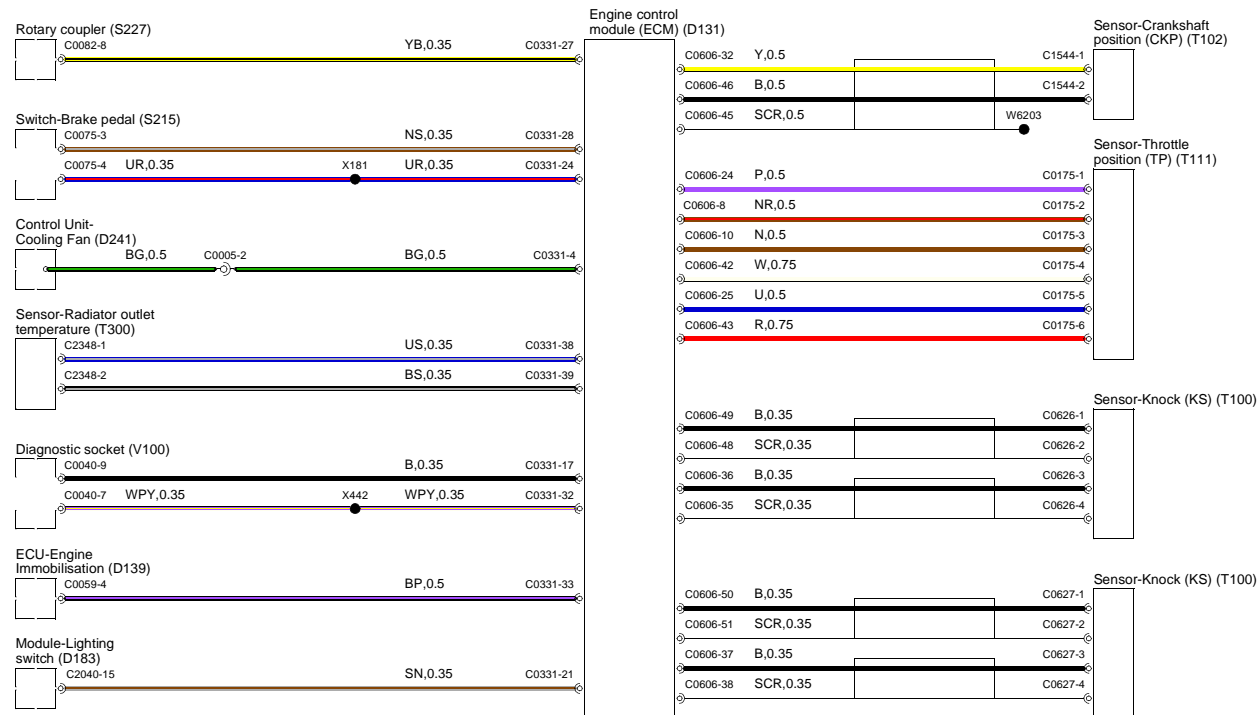 Engine control
module (ECM) (D131)
Rotary coupler (S227)
C0082-8 YB,0.35 C0331-27
Switch-Brake pedal (S215)
C0075-3 NS,0.35 C0331-28
C0075-4 UR,0.35 X181 UR,0.35 C0331-24
Control Unit-
Cooling Fan (D241)
BG,0.5 C0005-2 BG,0.5 C0331-4
Sensor-Radiator outlet
temperature (T300)
C2348-1 US,0.35 C0331-38
C2348-2 BS,0.35 C0331-39
Diagnostic socket (V100)
C0040-9 B,0.35 C0331-17
C0040-7 WPY,0.35 X442 WPY,0.35 C0331-32
ECU-Engine
Immobilisation (D139)
C0059-4 BP,0.5 C0331-33
Module-Lighting
switch (D183)
C2040-15 SN,0.35 C0331-21
Sensor-Crankshaft
position (CKP) (T102)
C0606-32 Y,0.5 C1544-1
C0606-46 B,0.5 C1544-2
C0606-45 SCR,0.5 W6203
Sensor-Throttle
position (TP) (T111)
C0606-24 P,0.5 C0175-1
C0606-8 NR,0.5 C0175-2
C0606-10 N,0.5 C0175-3
C0606-42 W,0.75 C0175-4
C0606-25 U,0.5 C0175-5
C0606-43 R,0.75 C0175-6
Sensor-Knock (KS) (T100)
C0606-49 B,0.35 C0626-1
C0606-48 SCR,0.35 C0626-2
C0606-36 B,0.35 C0626-3
C0606-35 SCR,0.35 C0626-4
Sensor-Knock (KS) (T100)
C0606-50 B,0.35 C0627-1
C0606-51 SCR,0.35 C0627-2
C0606-37 B,0.35 C0627-3
C0606-38 SCR,0.35 C0627-4